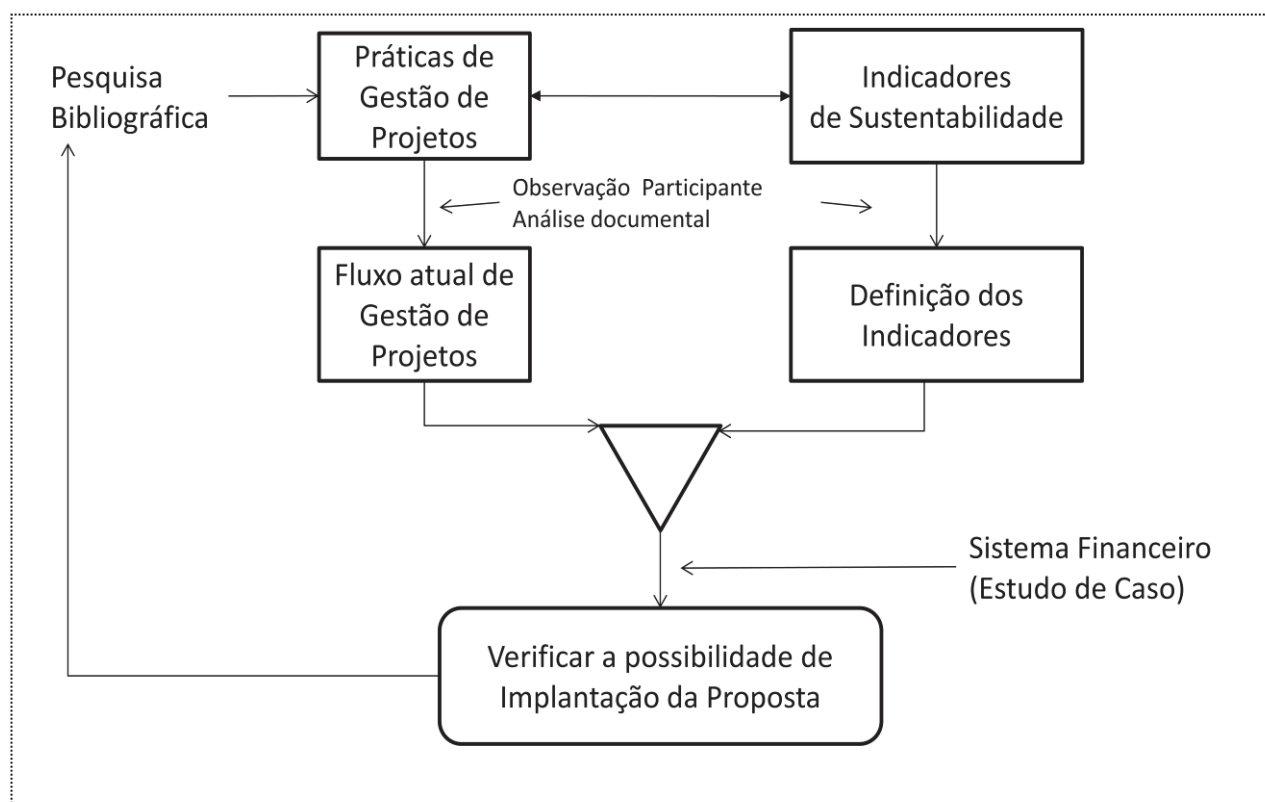 Pesquisa
Bibliográfica
Práticas de
Gestão de
Projetos
Indicadores
de Sustentabilidade
Observação Participante
Análise documental
Fluxo atual de
Gestão de
Projetos
Definição dos
Indicadores
Sistema Financeiro
(Estudo de Caso)
Verificar a possibilidade de
Implantação da Proposta